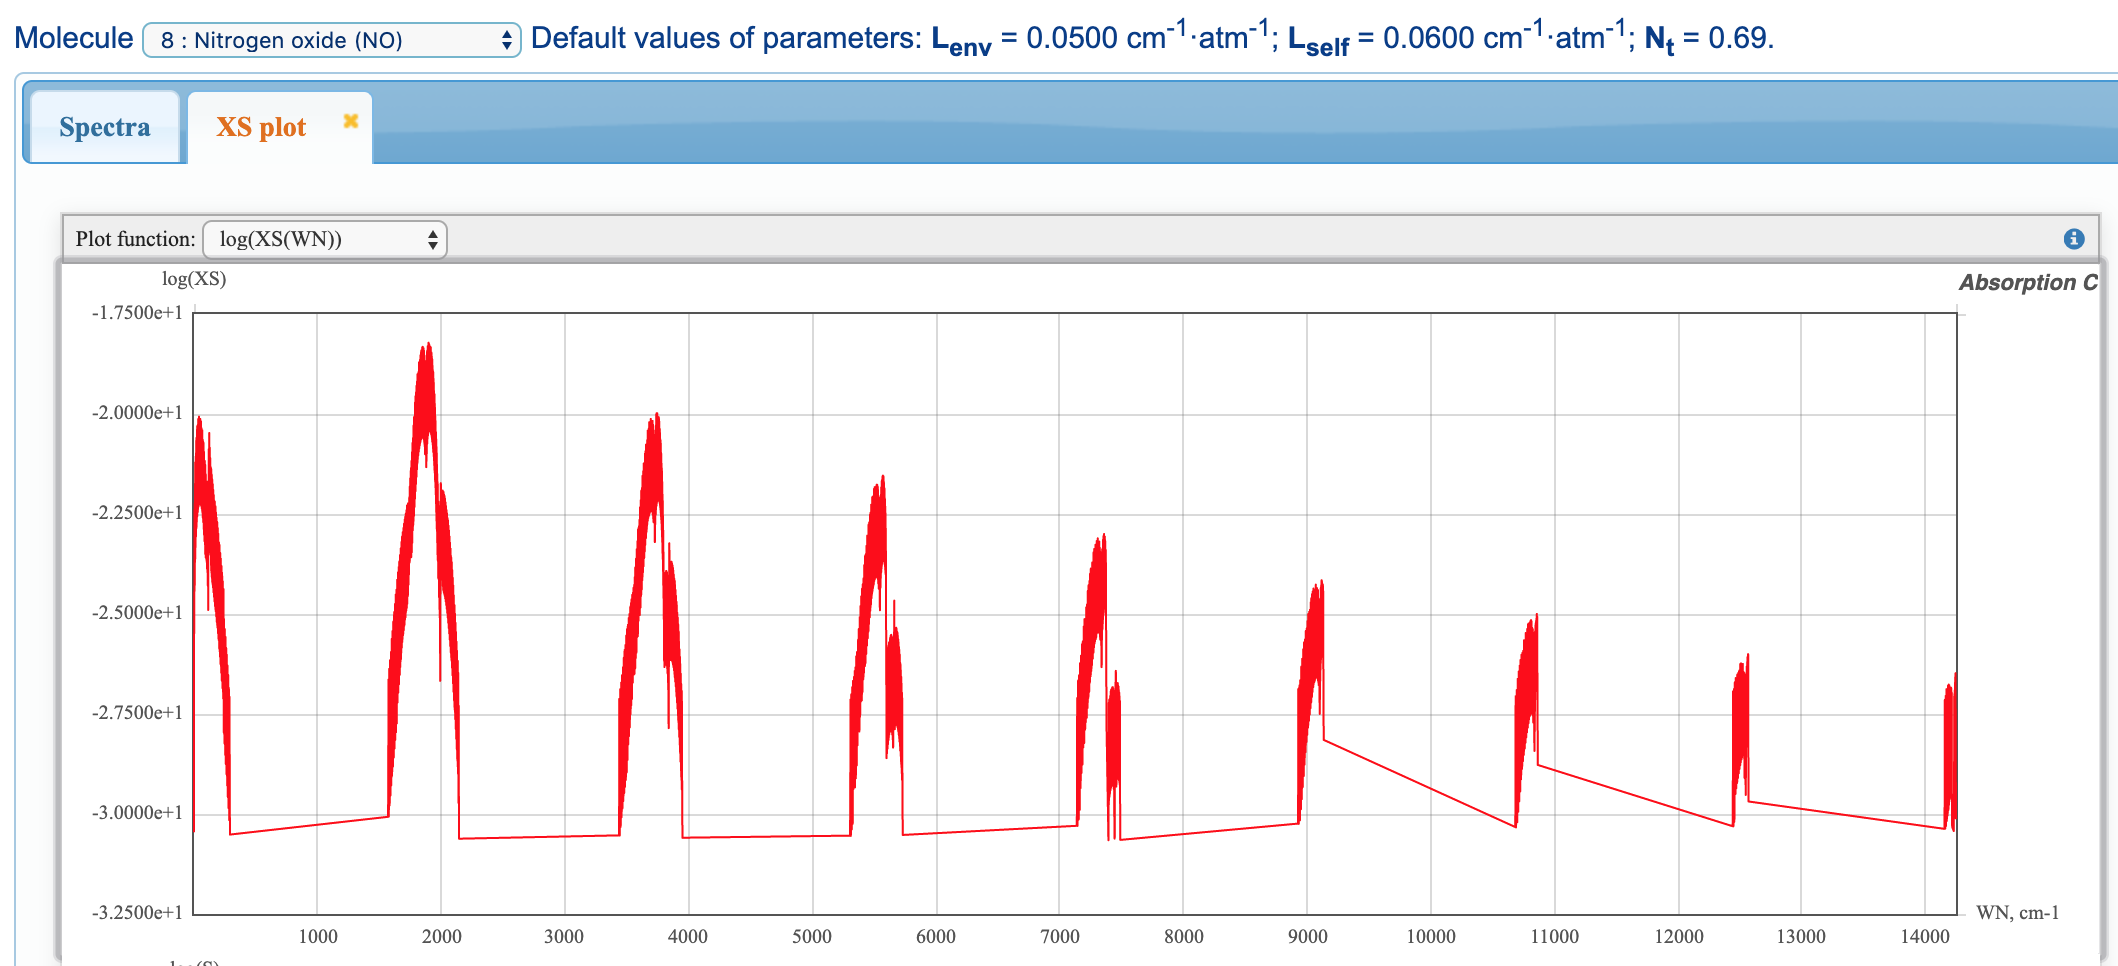 Molecule 8 : Nitrogen oxide (NO) Default values of parameters: Lenv = 0.0500 cm-1·atm-1; Lself = 0.0600 cm-1·atm-1; Nt = 0.69.
Spectra XS plot
Plot function: log(XS(WN))
log(XS)
Absorption C
-1.7500e+1
-2.0000e+1
-2.2500e+1
-2.5000e+1
-2.7500e+1
-3.0000e+1
-3.2500e+1
WN, cm-1
1000 2000 3000 4000 5000 6000 7000 8000 9000 10000 11000 12000 13000 14000